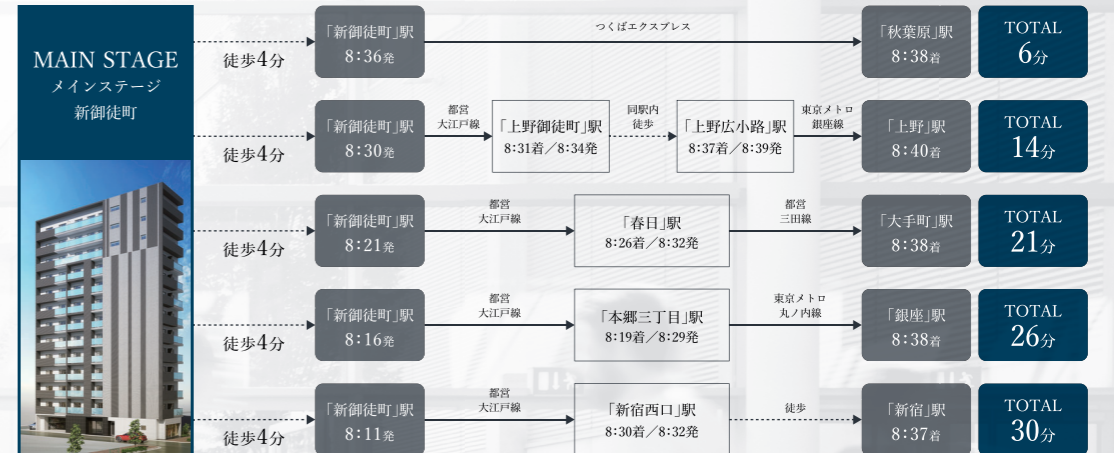 MAIN STAGE
メインステージ
新御徒町
徒歩4分
「新御徒町」駅
8:36発
つくばエクスプレス
「秋葉原」駅
8:38着
TOTAL
6分
徒歩4分
「新御徒町」駅
8:30発
都営
大江戸線
「上野御徒町」駅
8:31着／8:34発
同駅内
徒歩
「上野広小路」駅
8:37着／8:39発
東京メトロ
銀座線
「上野」駅
8:40着
TOTAL
14分
徒歩4分
「新御徒町」駅
8:21発
都営
大江戸線
「春日」駅
8:26着／8:32発
都営
三田線
「大手町」駅
8:38着
TOTAL
21分
徒歩4分
「新御徒町」駅
8:16発
都営
大江戸線
「本郷三丁目」駅
8:19着／8:29発
東京メトロ
丸ノ内線
「銀座」駅
8:38着
TOTAL
26分
徒歩4分
「新御徒町」駅
8:11発
都営
大江戸線
「新宿西口」駅
8:30着／8:32発
徒歩
「新宿」駅
8:37着
TOTAL
30分